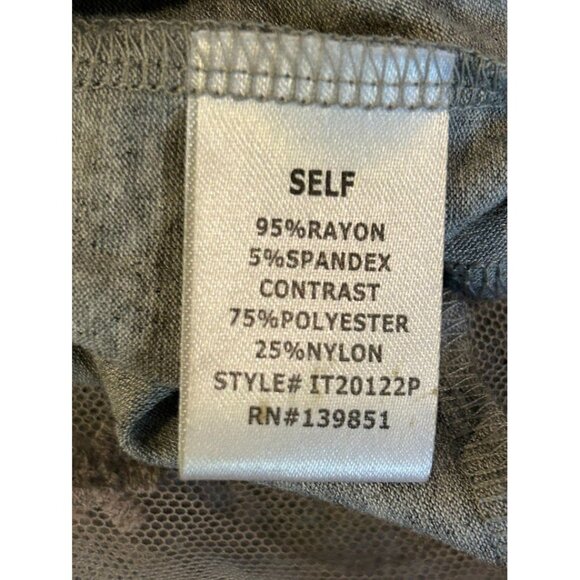 SELF
95%RAYON
5%SPANDEX
CONTRAST
75%POLYESTER
25%NYLON
STYLE# IT20122P
RN#139851